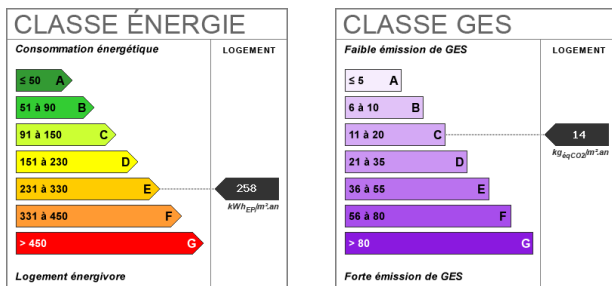 CLASSE ÉNERGIE
Consommation énergétique
LOGEMENT
≤ 50 A
51 à 90 B
91 à 150 C
151 à 230 D
231 à 330 E
258
kWhEP/m².an
331 à 450 F
> 450 G
Logement énergivore
CLASSE GES
Faible émission de GES
LOGEMENT
≤ 5 A
6 à 10 B
11 à 20 C
14
kgéqCO2/m².an
21 à 35 D
36 à 55 E
56 à 80 F
> 80 G
Forte émission de GES